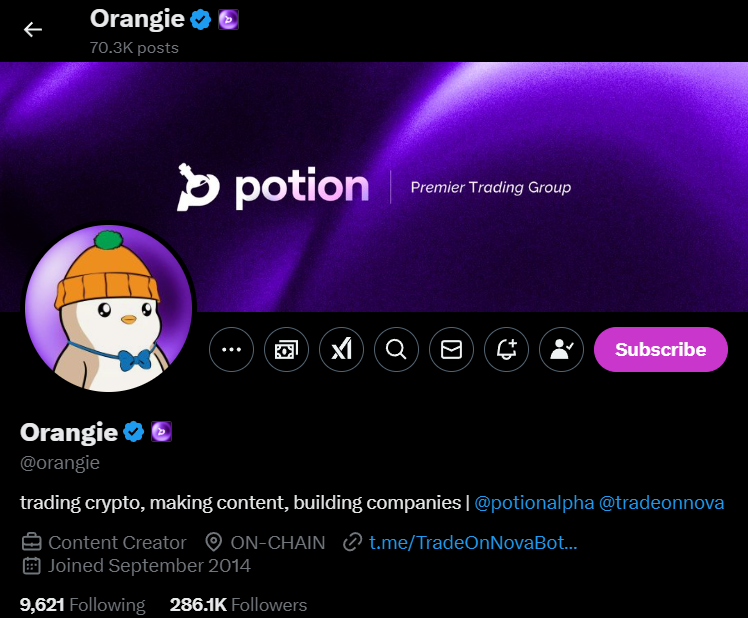 Orangie
70.3K posts
potion
Premier Trading Group
Subscribe
Orangie
@orangie
trading crypto, making content, building companies | @potionalpha @tradeonnova
Content Creator ON-CHAIN t.me/TradeOnNovaBot...
Joined September 2014
9,621 Following 286.1K Followers